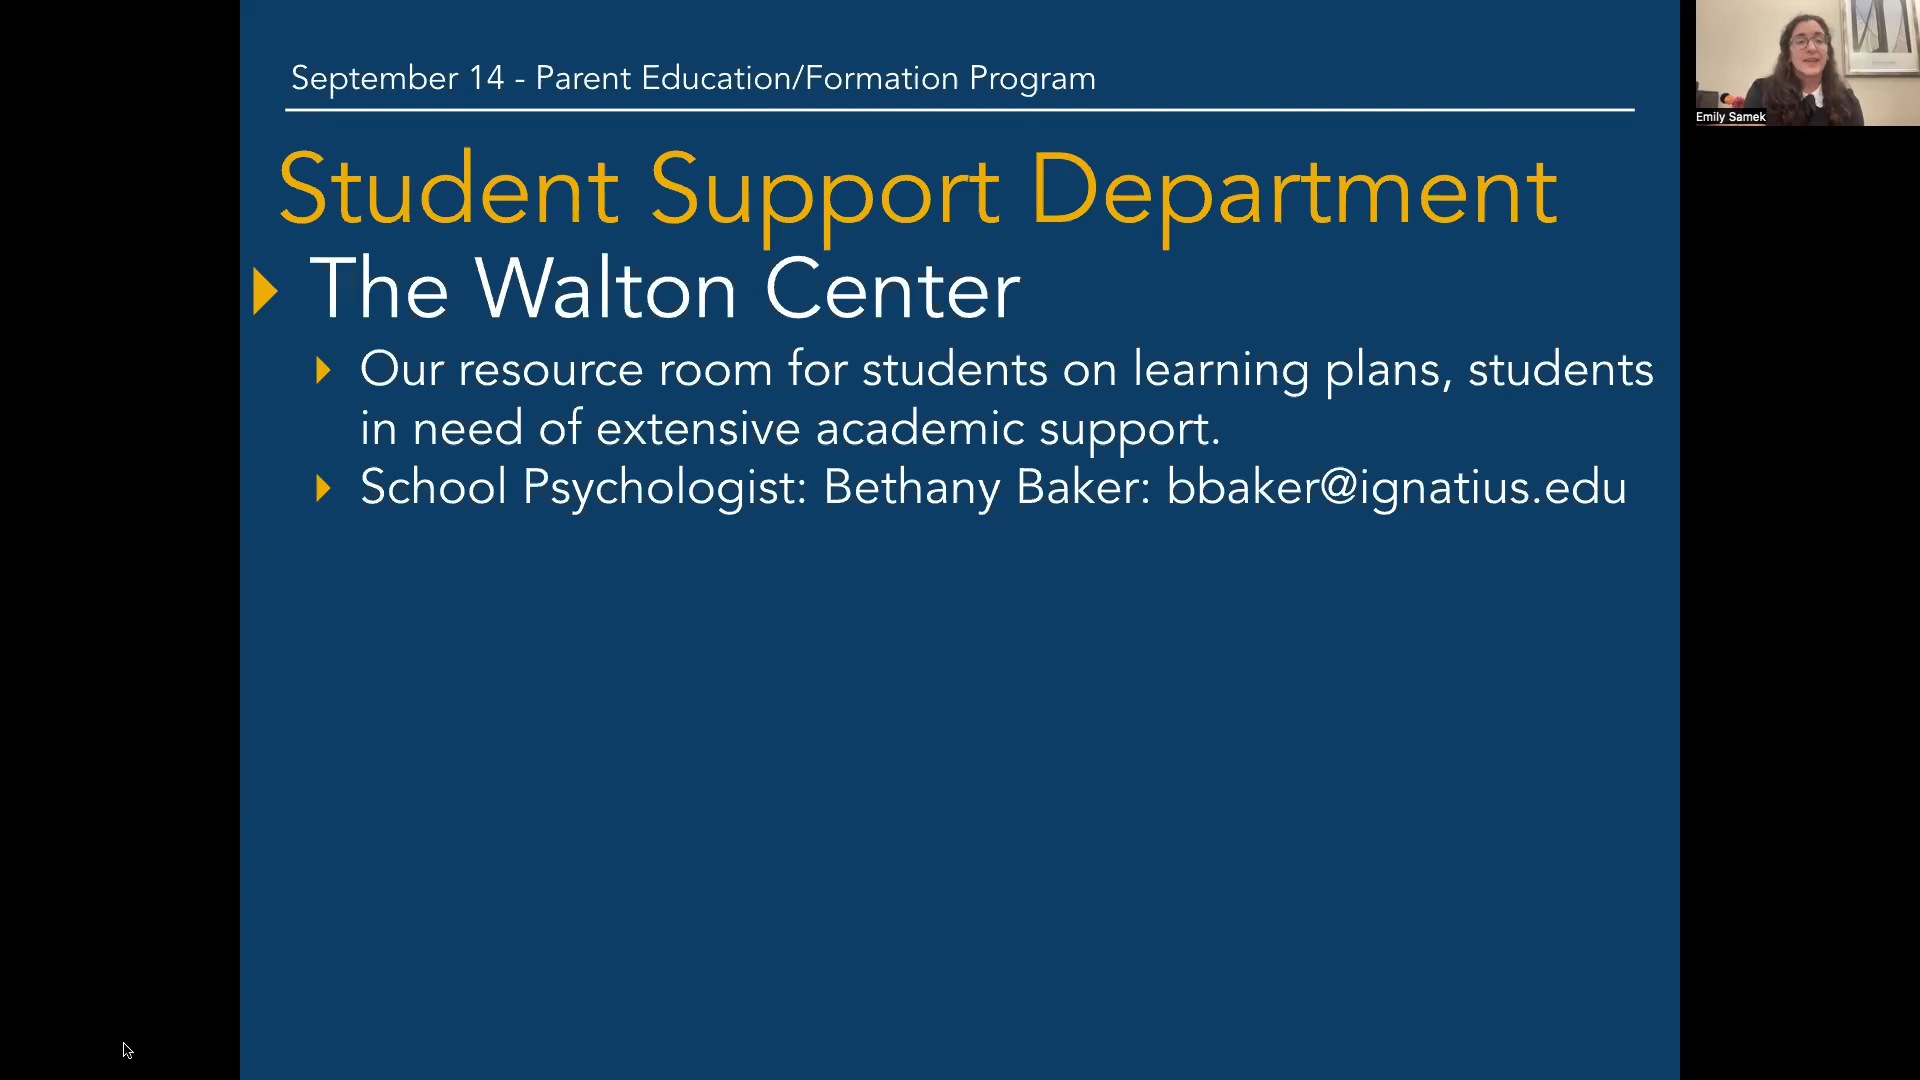 September 14 - Parent Education/Formation Program
Emily Samek
Student Support Department
The Walton Center
Our resource room for students on learning plans, students
in need of extensive academic support.
School Psychologist: Bethany Baker: bbaker@ignatius.edu